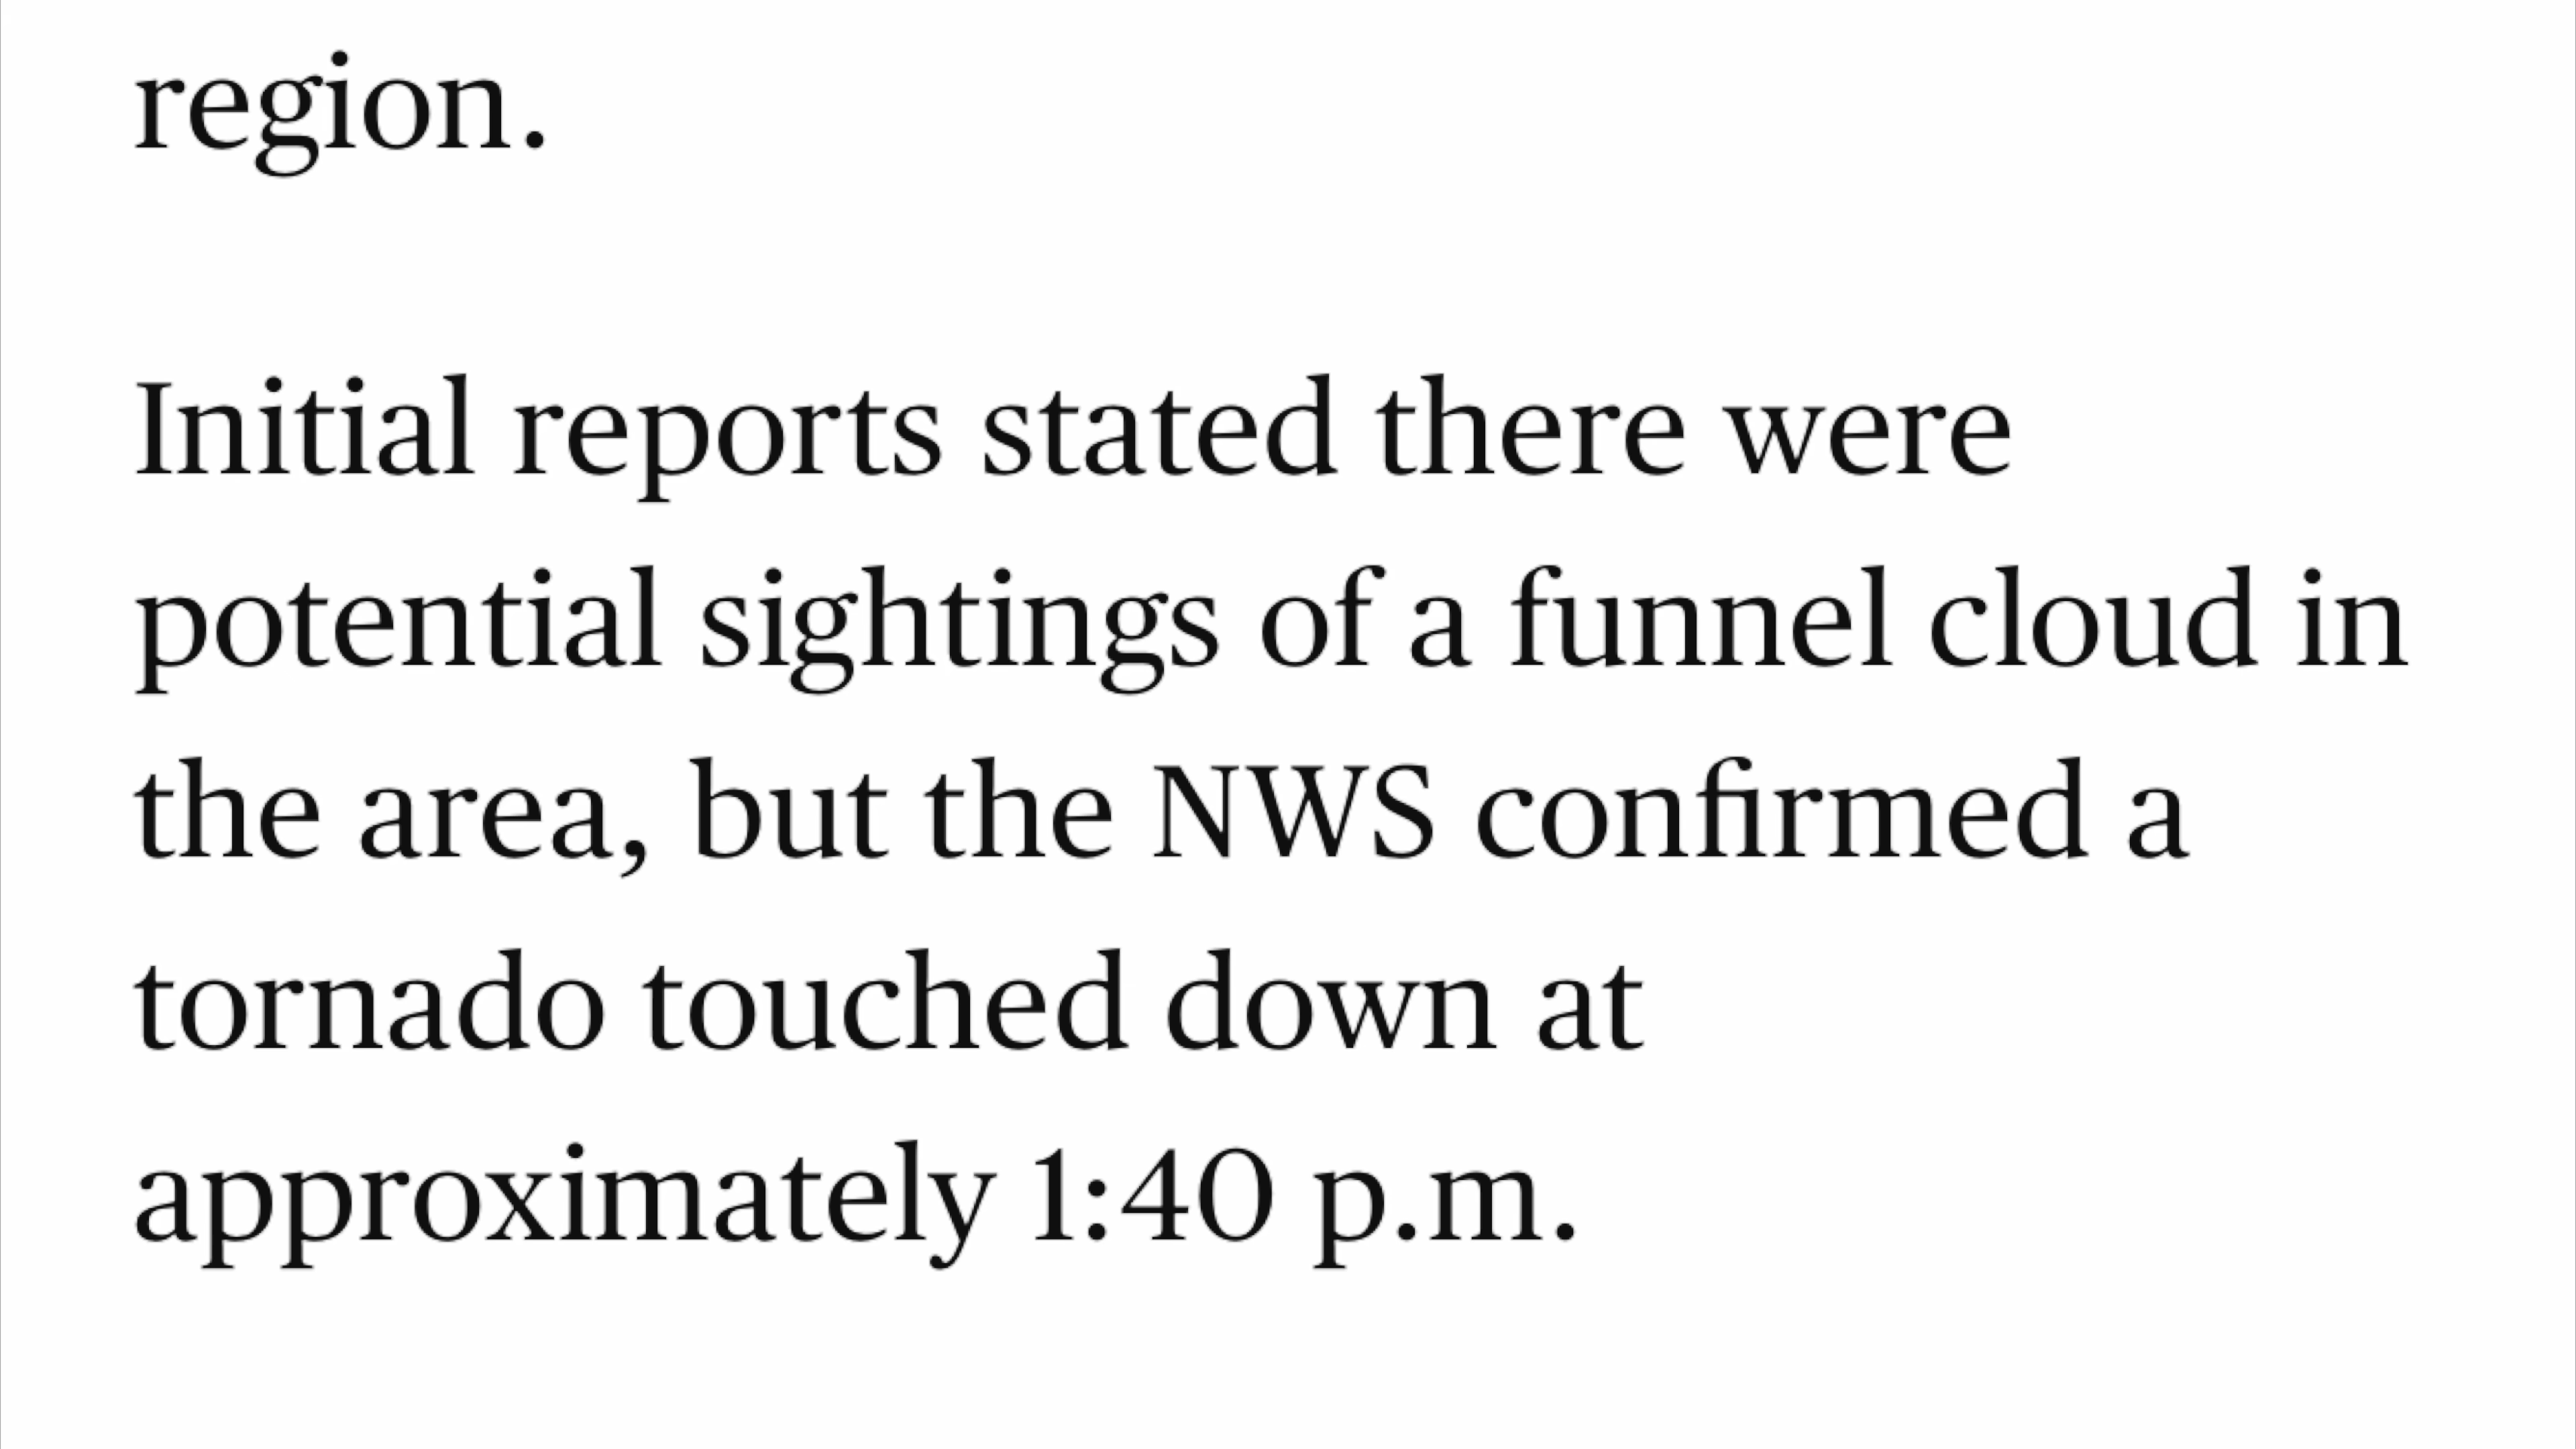 region.
Initial reports stated there were
potential sightings of a funnel cloud in
the area, but the NWS confirmed a
tornado touched down at
approximately 1:40 p.m.